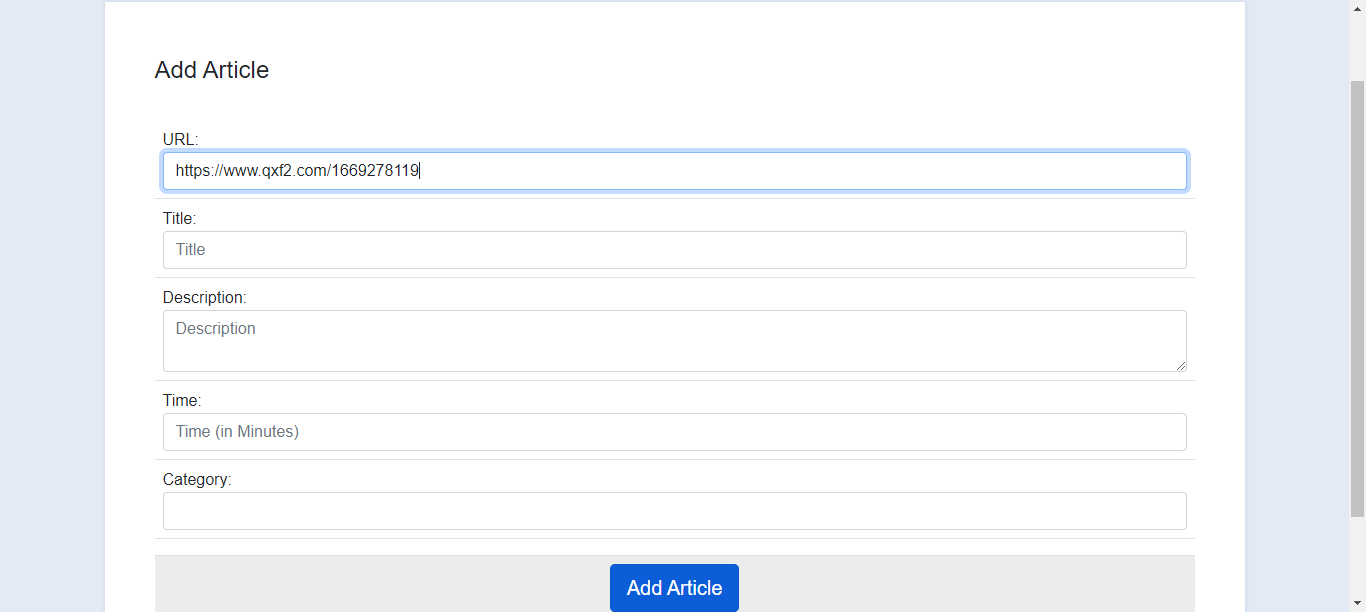 Add Article
URL:
https://www.qxf2.com/1669278119
Title:
Title
Description:
Description
Time:
Time (in Minutes)
Category:
Add Article